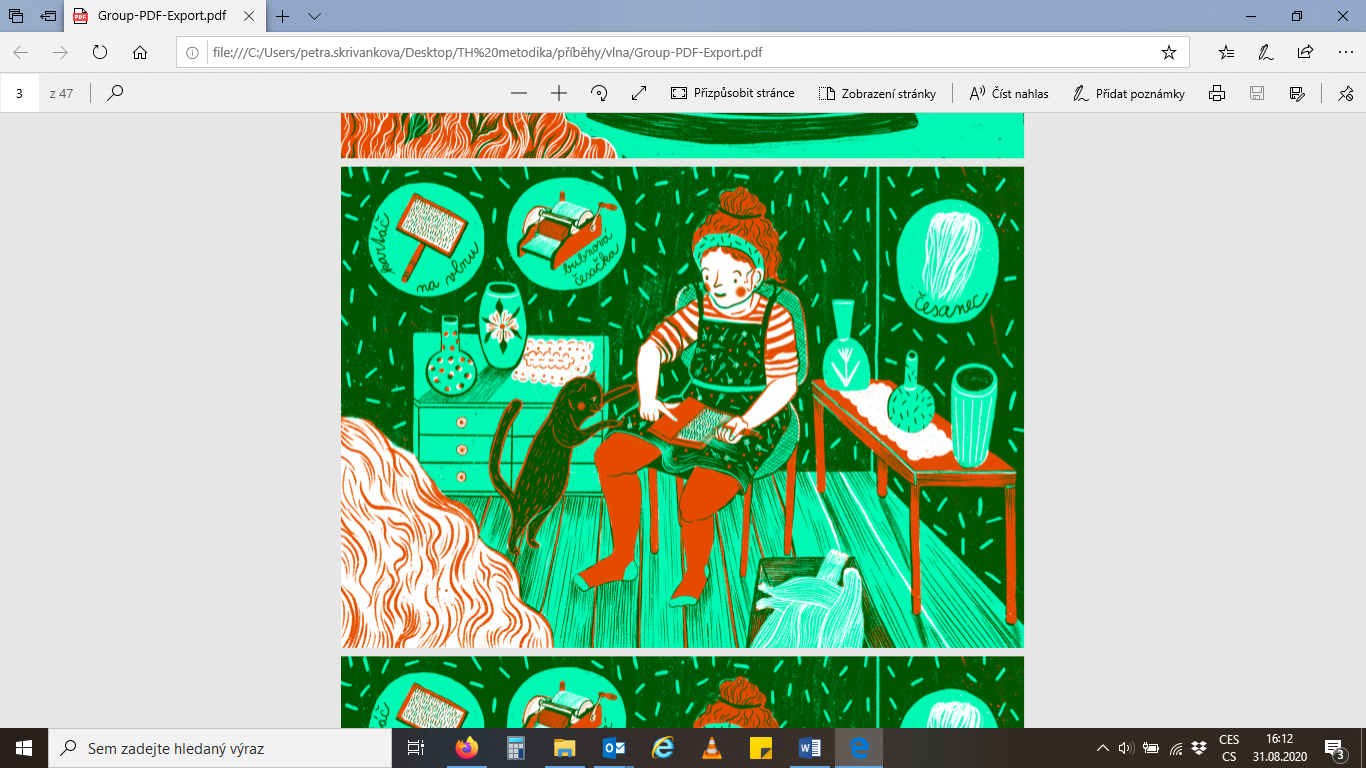 Group-PDF-Export.pdf
file:///C:/Users/petra.skrivankova/Desktop/TH%20metodika/příběhy/vlna/Group-PDF-Export.pdf
3 z 47
Přizpůsobit stránce
Zobrazení stránky
Číst nahlas
Přidat poznámky
kartáč
na vlnu
bubnová
česačka
česanec
Sem zadejte hledaný výraz
CES
CS
16:12
31.08.2020
3